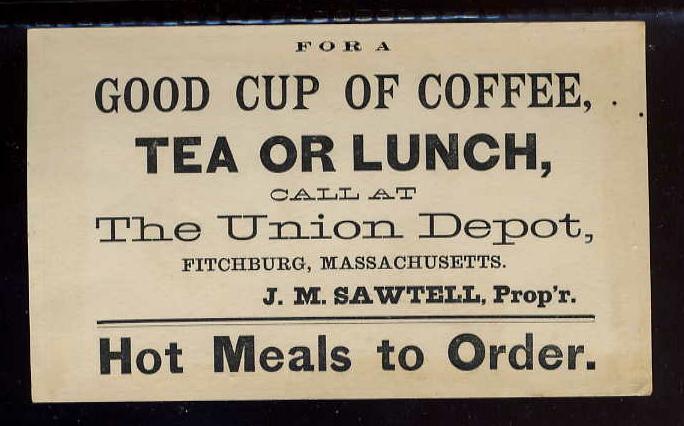 FOR A
GOOD CUP OF COFFEE,
TEA OR LUNCH,
CALL AT
The Union Depot,
FITCHBURG, MASSACHUSETTS.
J. M. SAWTELL, Prop'r.
Hot Meals to Order.